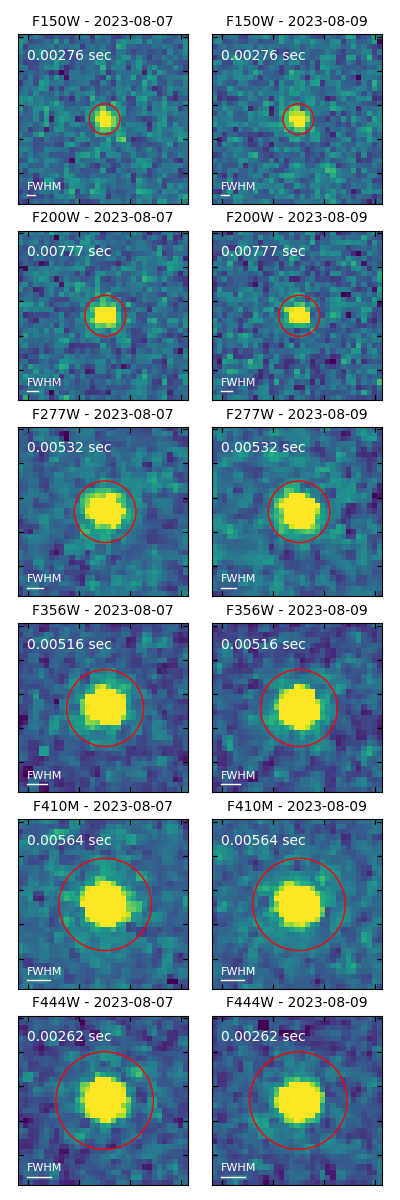 F150W - 2023-08-07
F150W - 2023-08-09
0.00276 sec
0.00276 sec
FWHM
FWHM
F200W - 2023-08-07
F200W - 2023-08-09
0.00777 sec
0.00777 sec
FWHM
FWHM
F277W - 2023-08-07
F277W - 2023-08-09
0.00532 sec
0.00532 sec
FWHM
FWHM
F356W - 2023-08-07
F356W - 2023-08-09
0.00516 sec
0.00516 sec
FWHM
FWHM
F410M - 2023-08-07
F410M - 2023-08-09
0.00564 sec
0.00564 sec
FWHM
FWHM
F444W - 2023-08-07
F444W - 2023-08-09
0.00262 sec
0.00262 sec
FWHM
FWHM